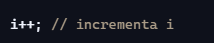 i++; // incrementa i